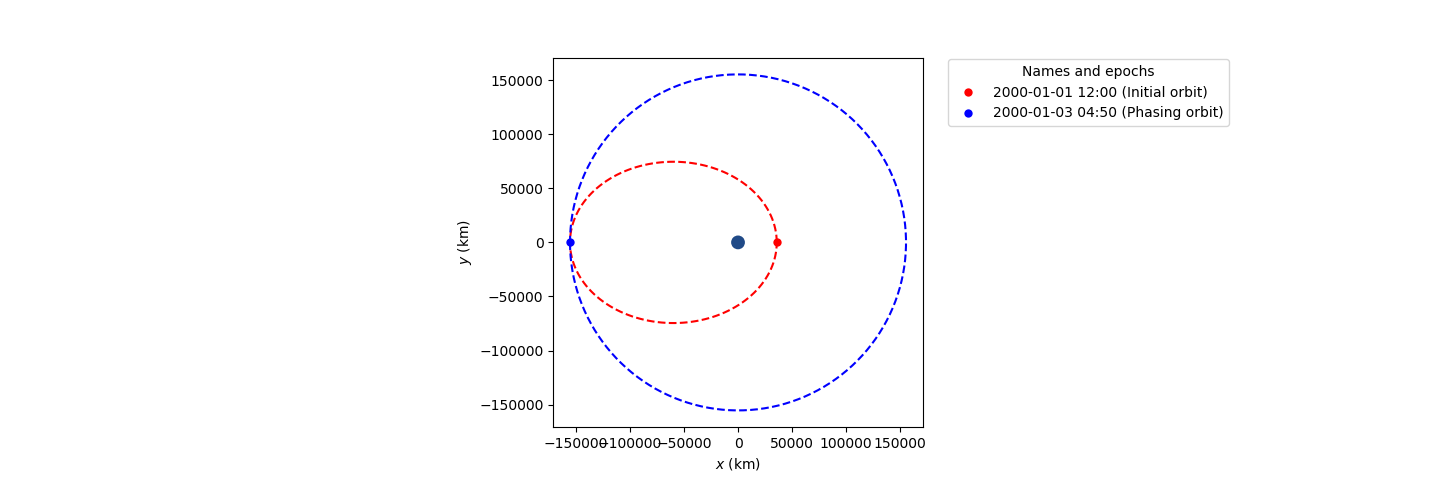 Names and epochs
2000-01-01 12:00 (Initial orbit)
2000-01-03 04:50 (Phasing orbit)
150000
100000
50000
0
−50000
−100000
−150000
y (km)
−150000 −100000 −50000 0 50000 100000 150000
x (km)